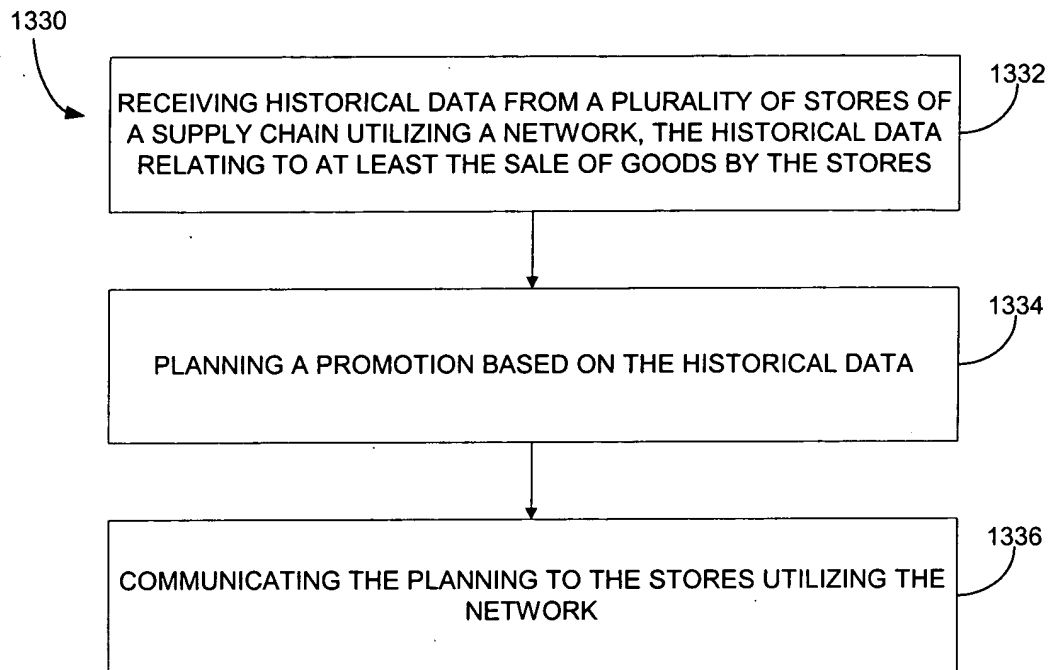 1330
1332
RECEIVING HISTORICAL DATA FROM A PLURALITY OF STORES OF
A SUPPLY CHAIN UTILIZING A NETWORK, THE HISTORICAL DATA
RELATING TO AT LEAST THE SALE OF GOODS BY THE STORES
1334
PLANNING A PROMOTION BASED ON THE HISTORICAL DATA
1336
COMMUNICATING THE PLANNING TO THE STORES UTILIZING THE
NETWORK